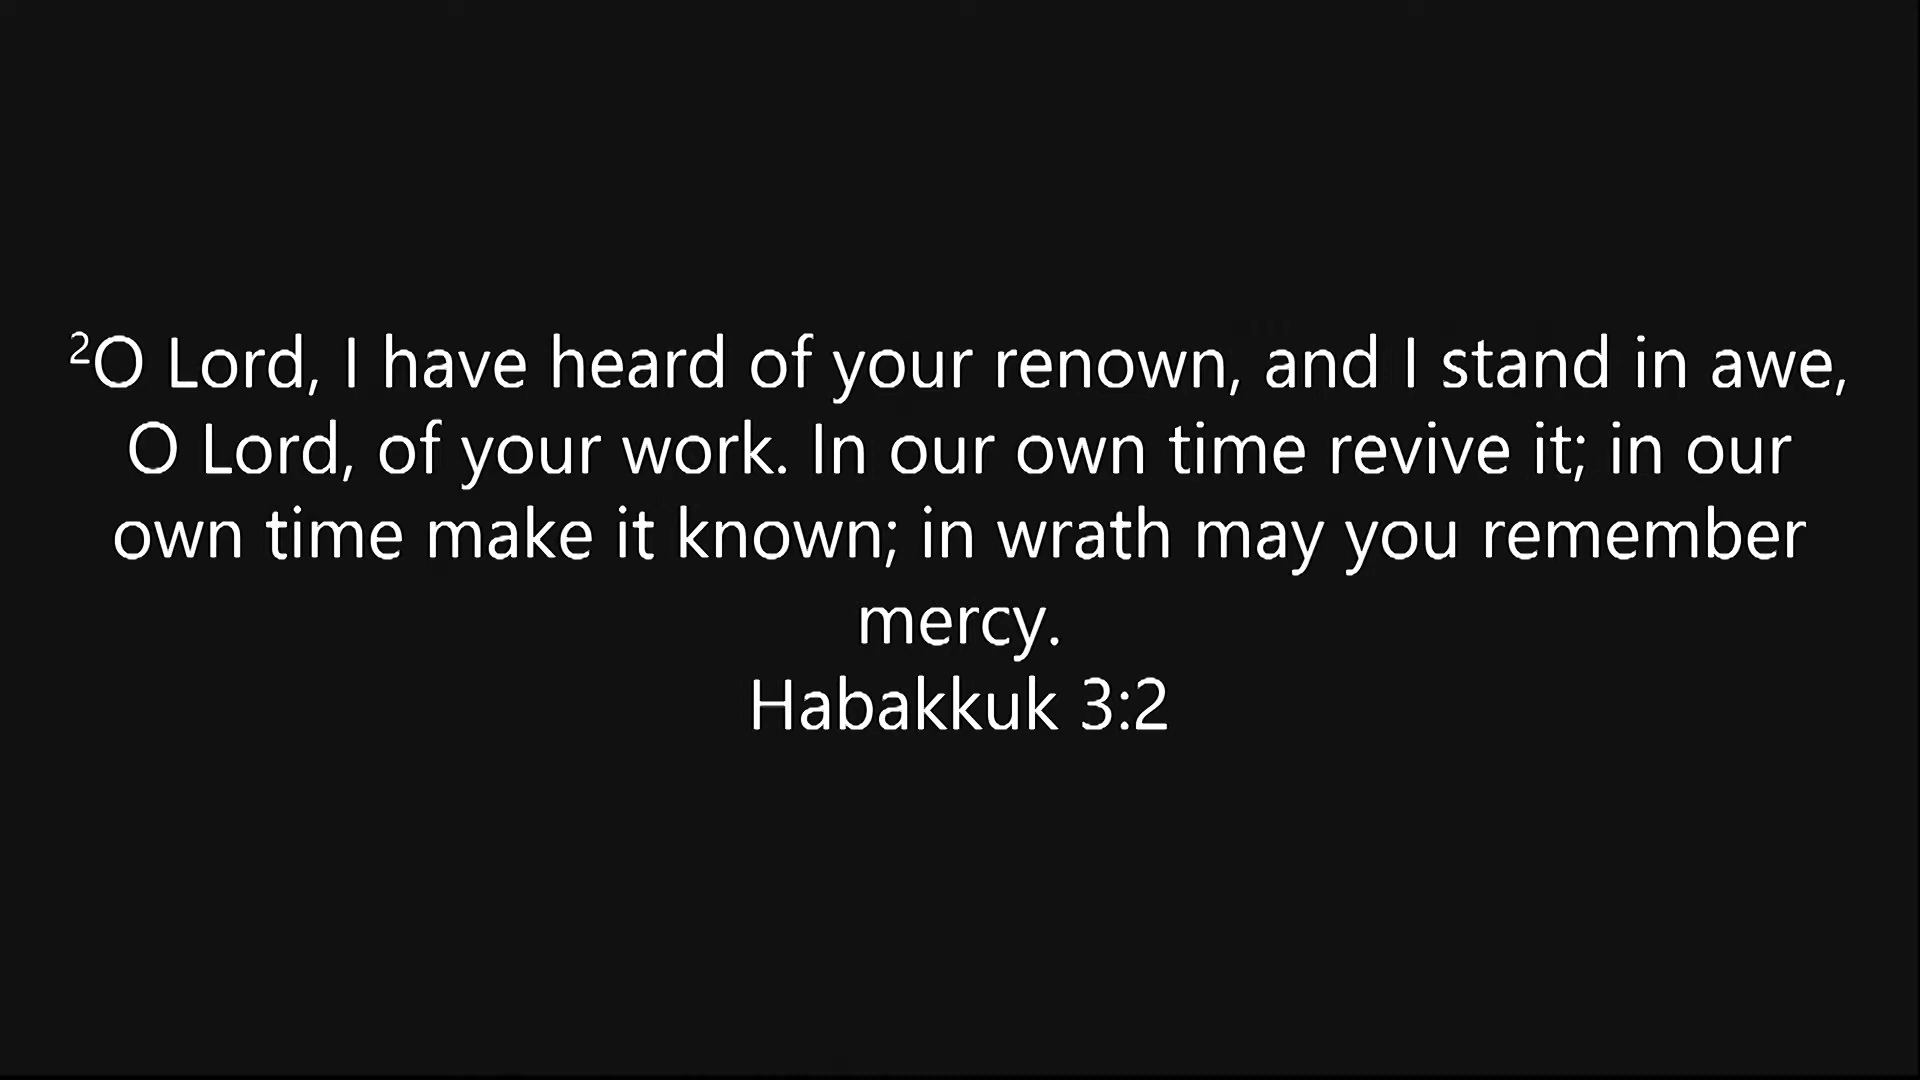 ²O Lord, I have heard of your renown, and I stand in awe,
O Lord, of your work. In our own time revive it; in our
own time make it known; in wrath may you remember
mercy.
Habakkuk 3:2